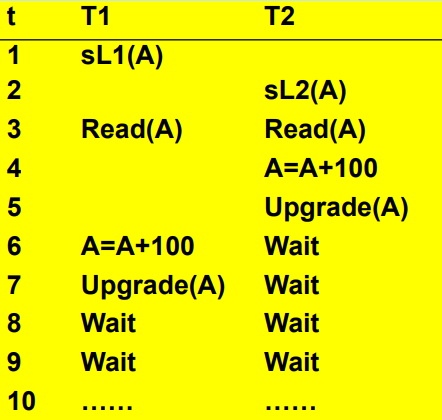 t T1 T2
1 sL1(A)
2 sL2(A)
3 Read(A) Read(A)
4 A=A+100
5 Upgrade(A)
6 A=A+100 Wait
7 Upgrade(A) Wait
8 Wait Wait
9 Wait Wait
10 ...... ......